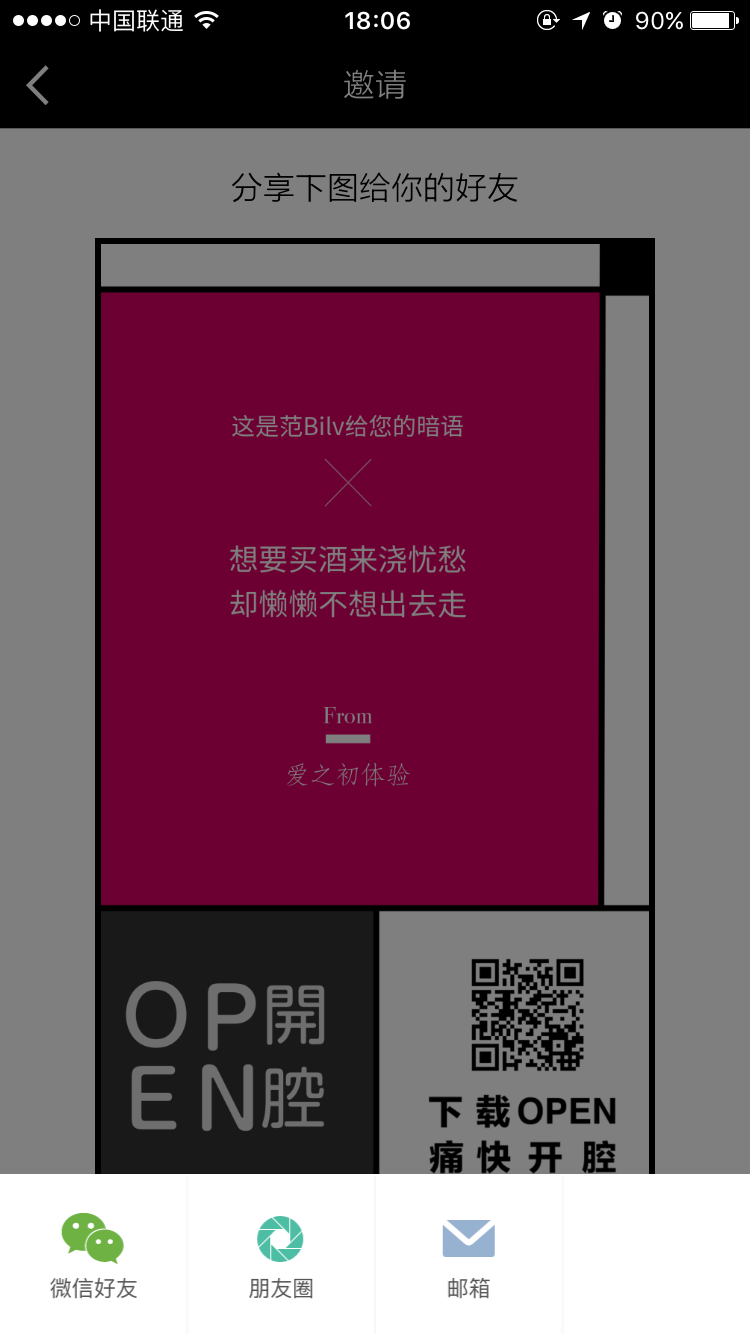 中国联通 18:06 90%
邀请
分享下图给你的好友
这是范Bilv给您的暗语
想要买酒来浇忧愁
却懒懒不想出去走
From
爱之初体验
OP開
EN腔
下载OPEN
痛快开腔
微信好友 朋友圈 邮箱